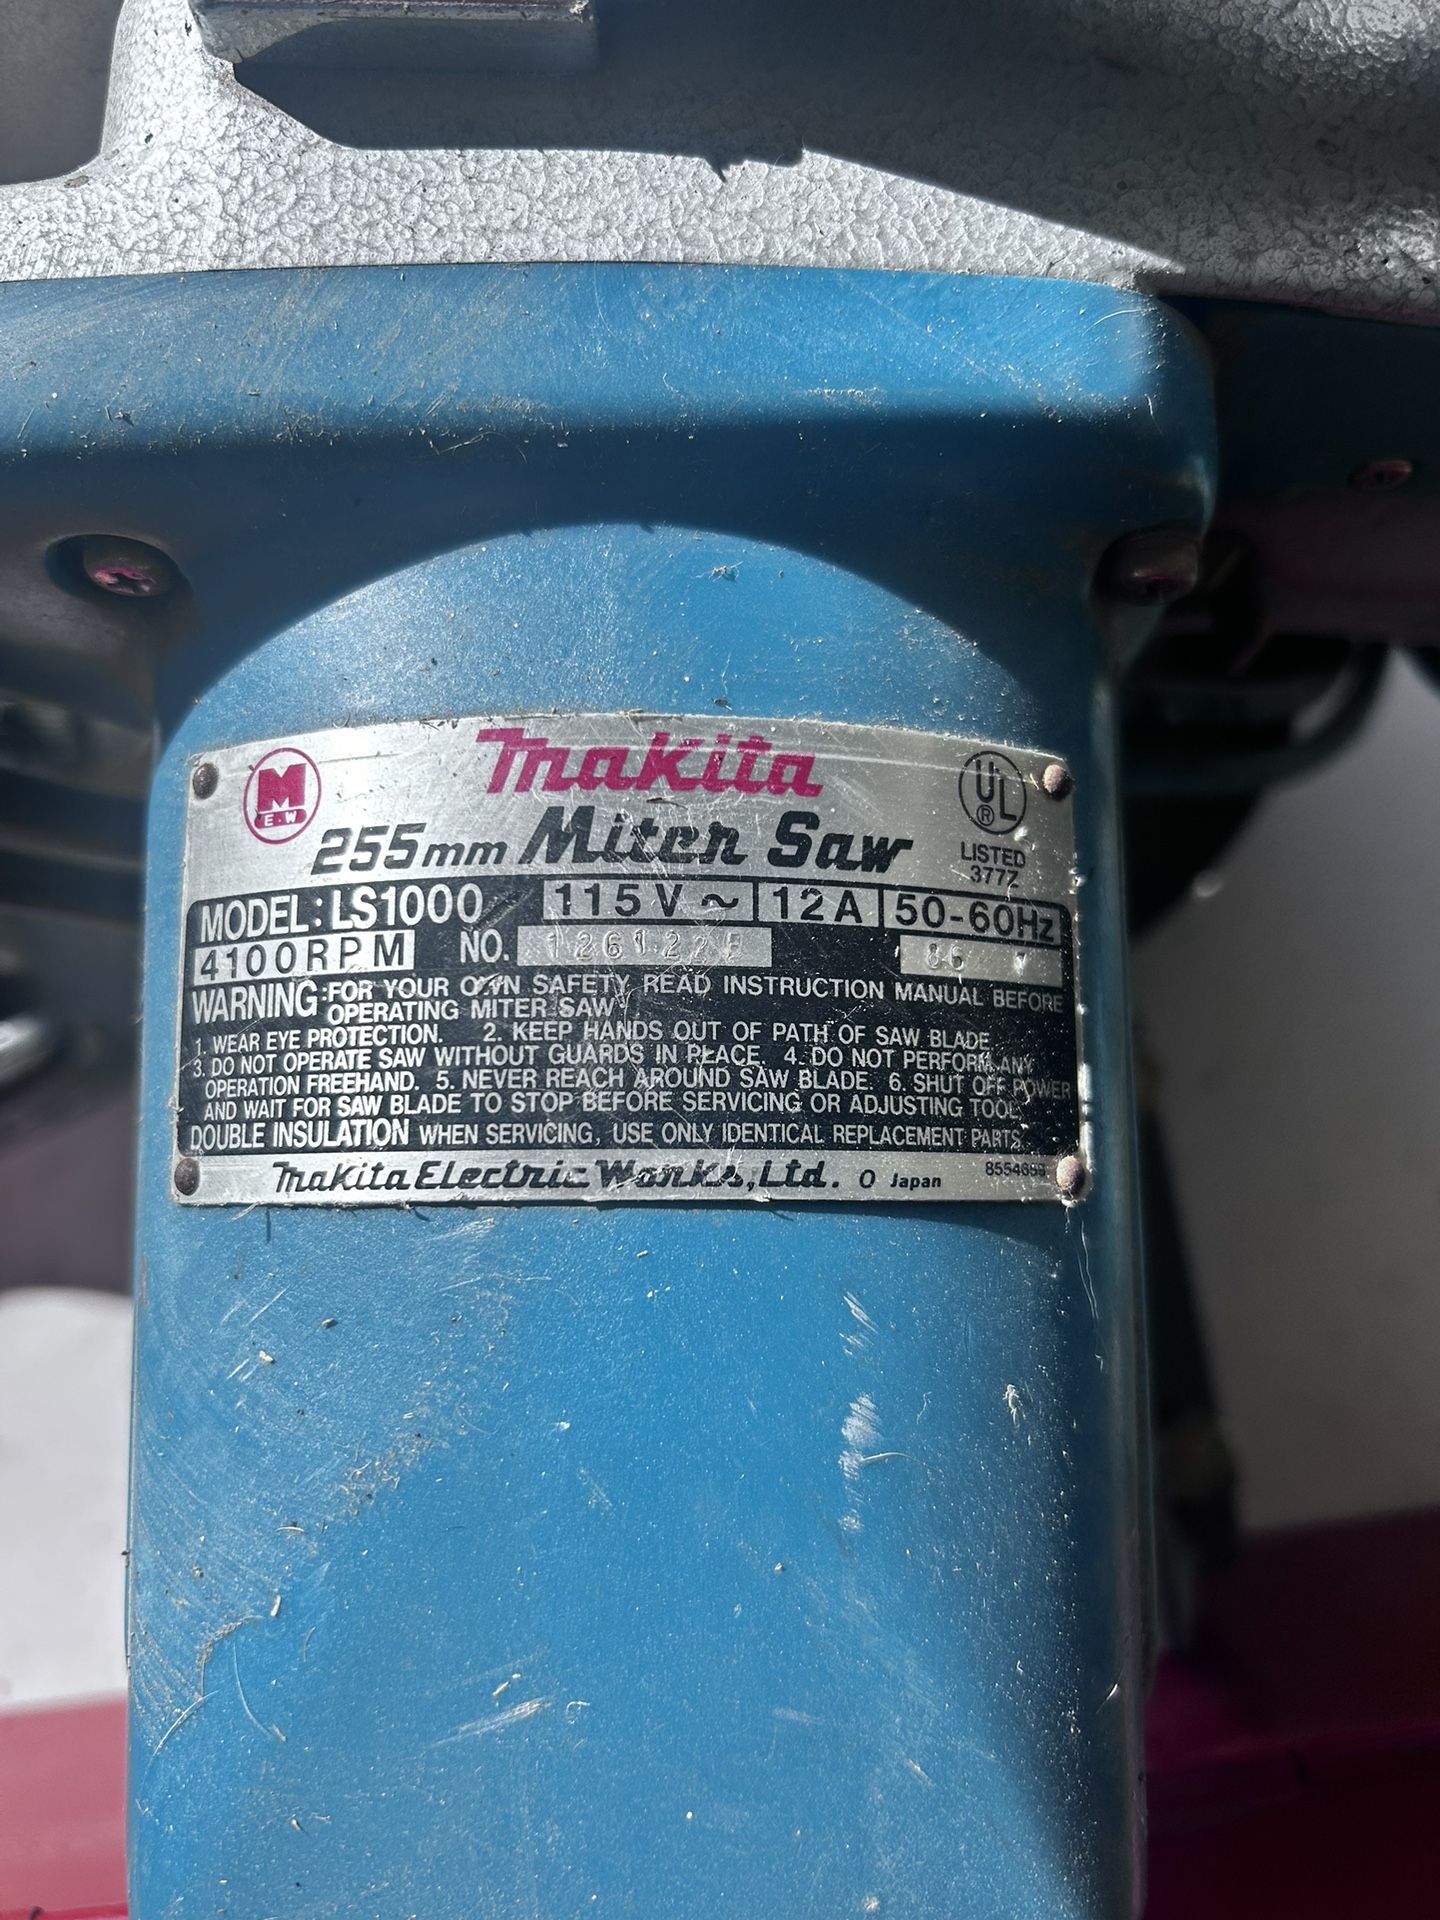 M
E.W
Makita
UL
®
255mm Miter Saw
LISTED
377Z
MODEL: LS1000 115V ~ 12A 50-60Hz
4100RPM NO. 86 7
WARNING: FOR YOUR OWN SAFETY READ INSTRUCTION MANUAL BEFORE
OPERATING MITER SAW
1. WEAR EYE PROTECTION. 2. KEEP HANDS OUT OF PATH OF SAW BLADE
3. DO NOT OPERATE SAW WITHOUT GUARDS IN PLACE. 4. DO NOT PERFORM ANY
OPERATION FREEHAND. 5. NEVER REACH AROUND SAW BLADE. 6. SHUT OFF POWER
AND WAIT FOR SAW BLADE TO STOP BEFORE SERVICING OR ADJUSTING TOOL
DOUBLE INSULATION WHEN SERVICING, USE ONLY IDENTICAL REPLACEMENT PARTS.
Makita Electric Works, Ltd. O Japan